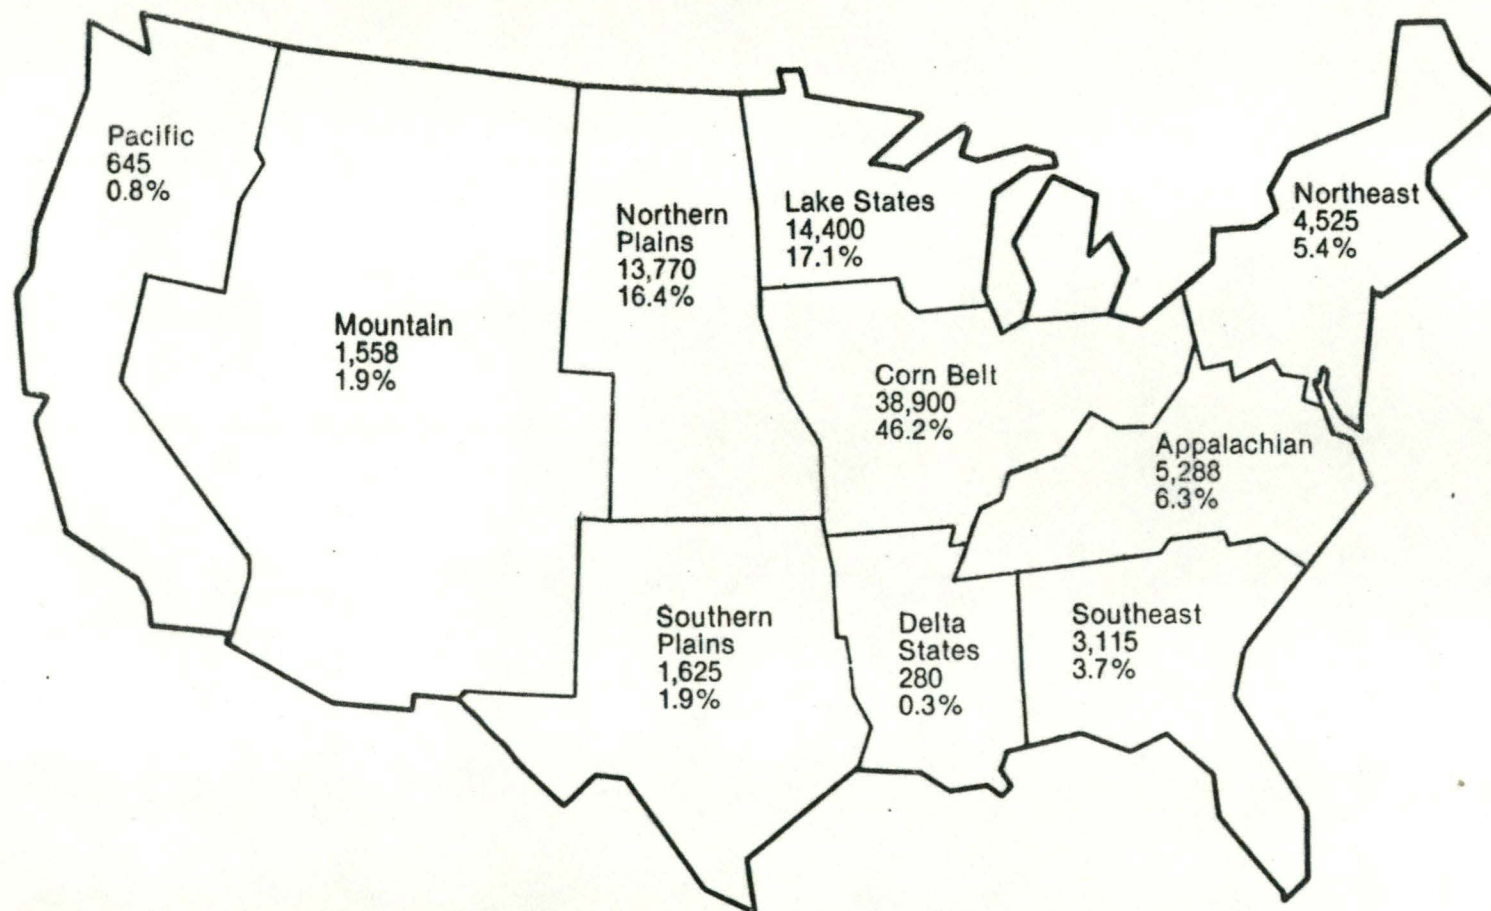 Pacific
645
0.8%
Mountain
1,558
1.9%
Northern
Plains
13,770
16.4%
Lake States
14,400
17.1%
Corn Belt
38,900
46.2%
Northeast
4,525
5.4%
Appalachian
5,288
6.3%
Southern
Plains
1,625
1.9%
Delta
States
280
0.3%
Southeast
3,115
3.7%